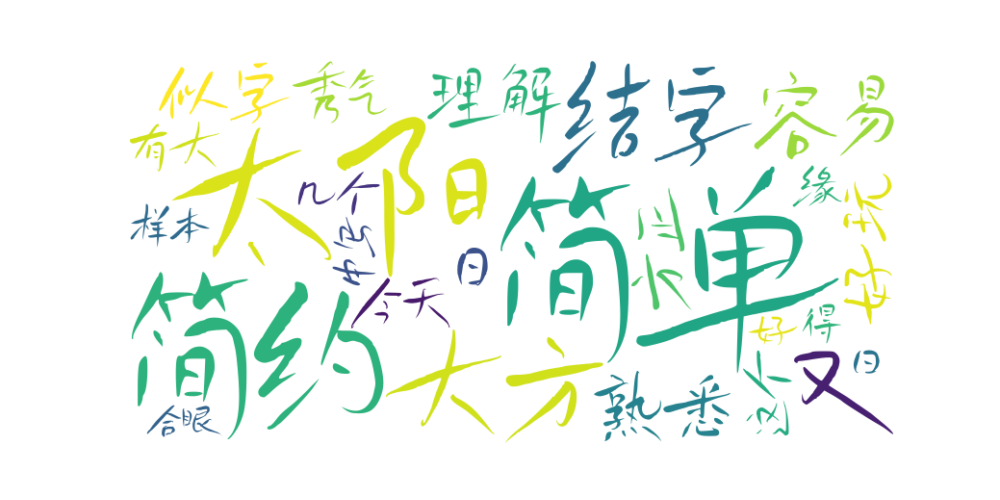 似字
秀气
理解
结字
容易
有大
太阳
几个
简单
缘
样本
日
简约
今天
大方
好
得
熟悉
又
日
合眼